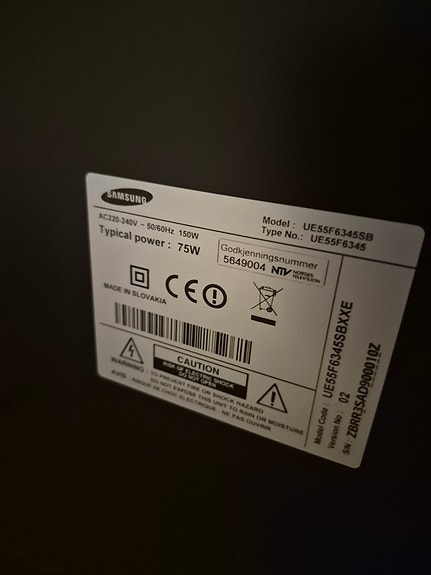 SAMSUNG
AC220-240V ~ 50/60Hz 150W
Typical power : 75W
Model : UE55F6345SB
Type No.: UE55F6345
Godkjenningsnummer
5649004 NTV NORGES
TELEVISION
MADE IN SLOVAKIA
CE
CAUTION
RISK OF ELECTRIC SHOCK
DO NOT OPEN
WARNING : TO PREVENT FIRE OR SHOCK HAZARD
DO NOT EXPOSE THIS UNIT TO RAIN OR MOISTURE
AVIS : RISQUE DE CHOC ELECTRIQUE - NE PAS OUVRIR
Model Code : UE55F6345SBXXE
Version No : 02
S/N : ZBRR3SAD900010Z